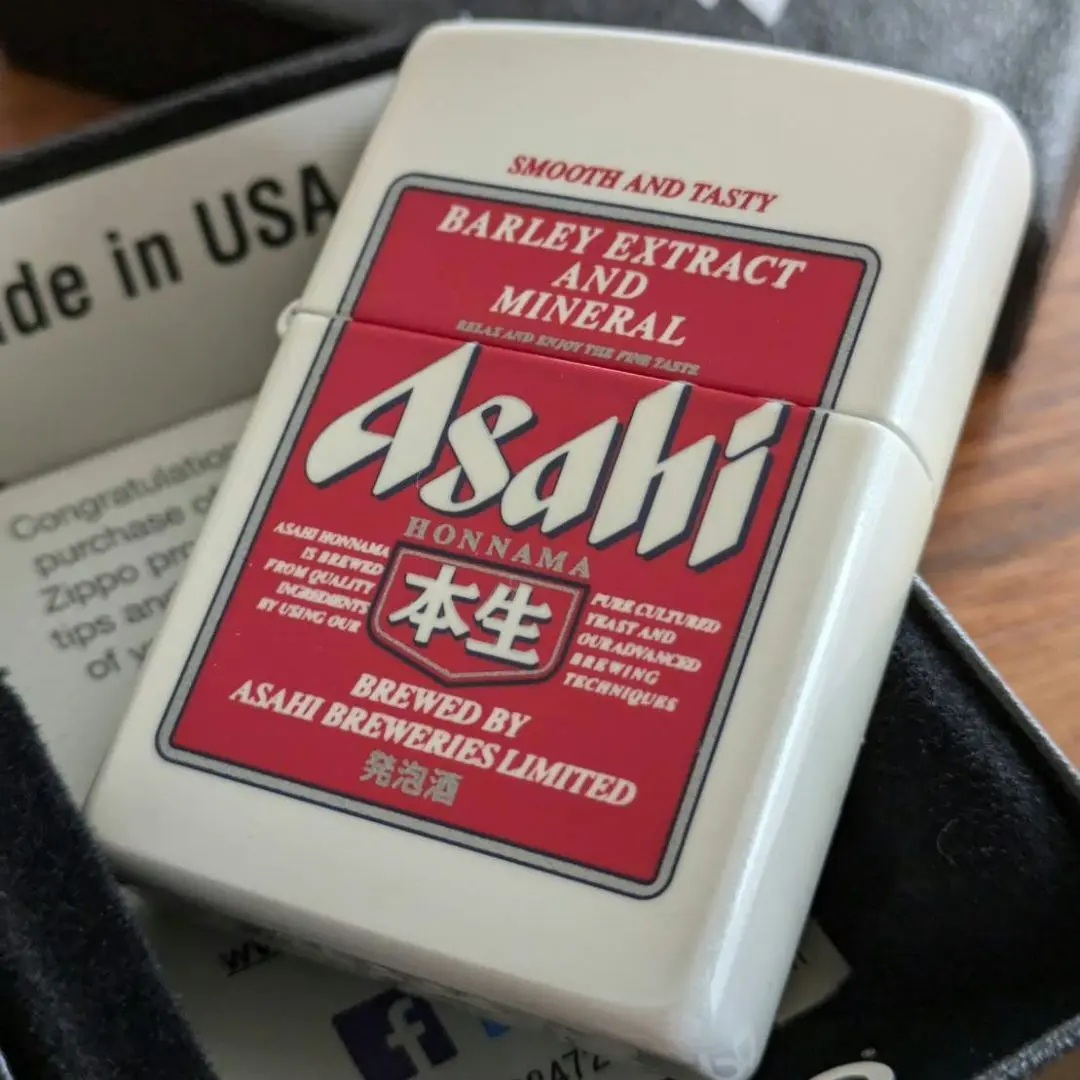 SMOOTH AND TASTY
BARLEY EXTRACT
AND
MINERAL
RELAX AND ENJOY THE FINE TASTE
Asahi
HONNAMA
本生
ASAHI HONNAMA
IS BREWED
FROM QUALITY
INGREDIENTS
BY USING OUR
PURE CULTURED
YEAST AND
OUR ADVANCED
BREWING
TECHNIQUES
BREWED BY
ASAHI BREWERIES LIMITED
発泡酒
de in USA
Congratulation
purchase o
Zippo pr
tips an
of y
f
0472